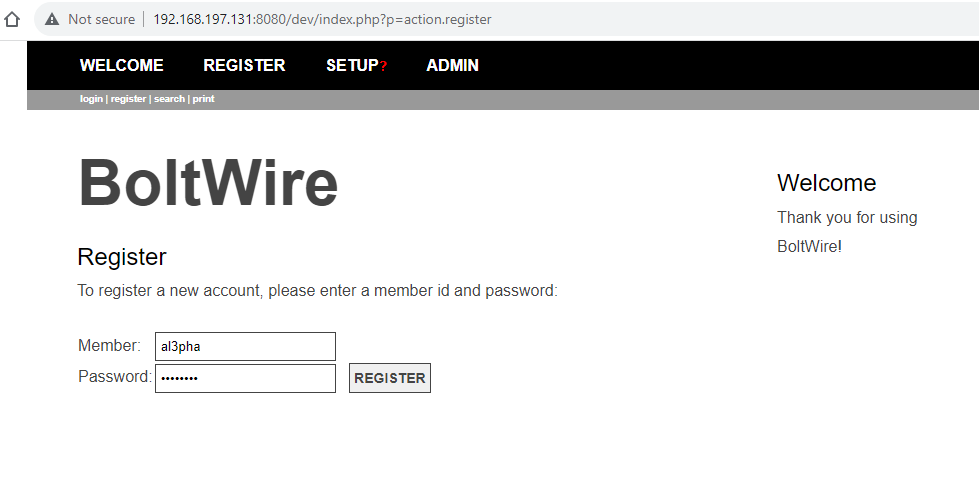 Not secure | 192.168.197.131:8080/dev/index.php?p=action.register
WELCOME REGISTER SETUP? ADMIN
login | register | search | print
BoltWire
Welcome
Thank you for using
BoltWire!
Register
To register a new account, please enter a member id and password:
Member: al3pha
Password: •••••••• REGISTER